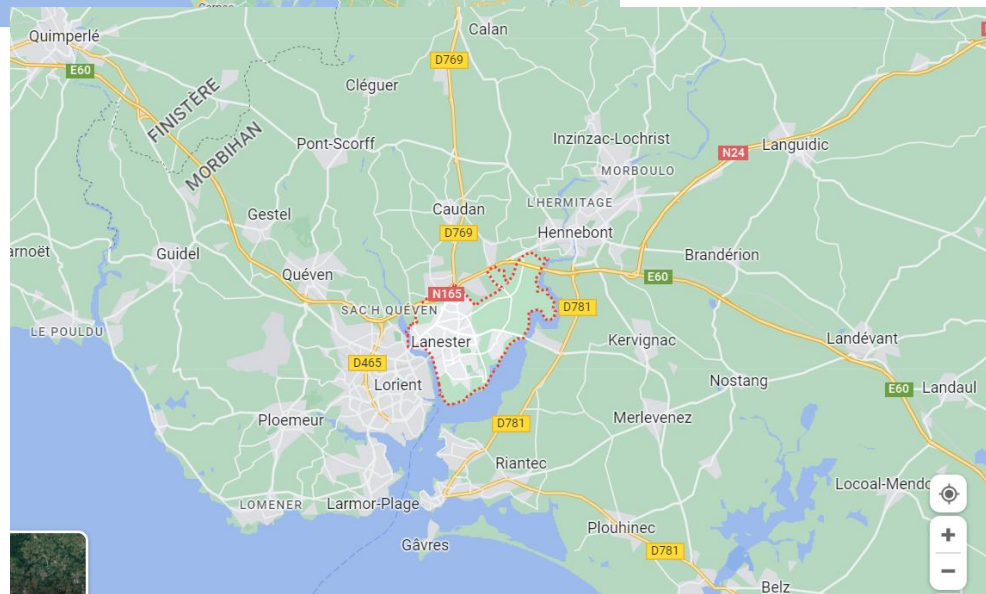 Quimperlé
Calan
E60
D769
Cléguer
FINISTÈRE
MORBIHAN
Pont-Scorff
Inzinzac-Lochrist
N24
Languidic
MORBOULO
Caudan
L'HERMITAGE
Gestel
D769
Hennebont
arnoët
Guidel
Brandérion
Quéven
E60
N165
SAC'H QUÉVEN
D781
LE POULDU
Lanester
Kervignac
Landévant
D465
Lorient
Nostang
E60
Landaul
Ploemeur
D781
Merlevenez
Riantec
Locoal-Mendo
LOMENER
Larmor-Plage
Plouhinec
Gâvres
D781
Belz